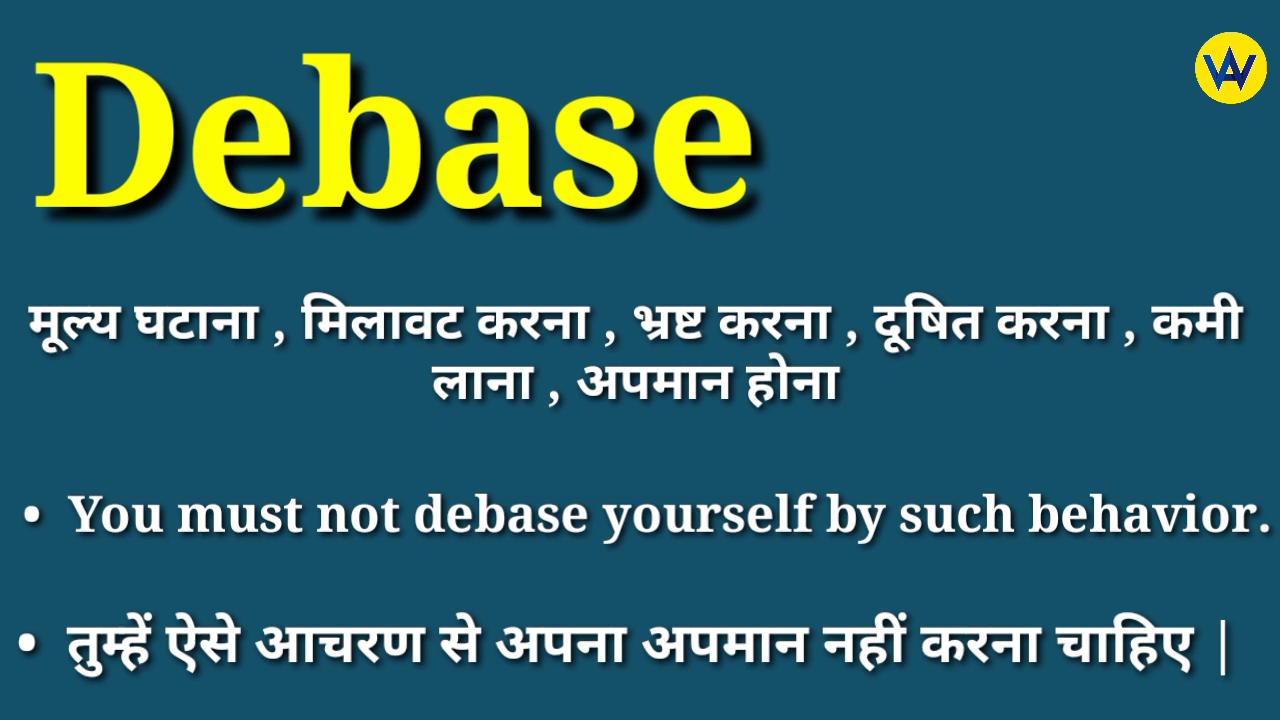 Debase
मूल्य घटाना , मिलावट करना , भ्रष्ट करना , दूषित करना , कमी
लाना , अपमान होना
• You must not debase yourself by such behavior.
• तुम्हें ऐसे आचरण से अपना अपमान नहीं करना चाहिए |